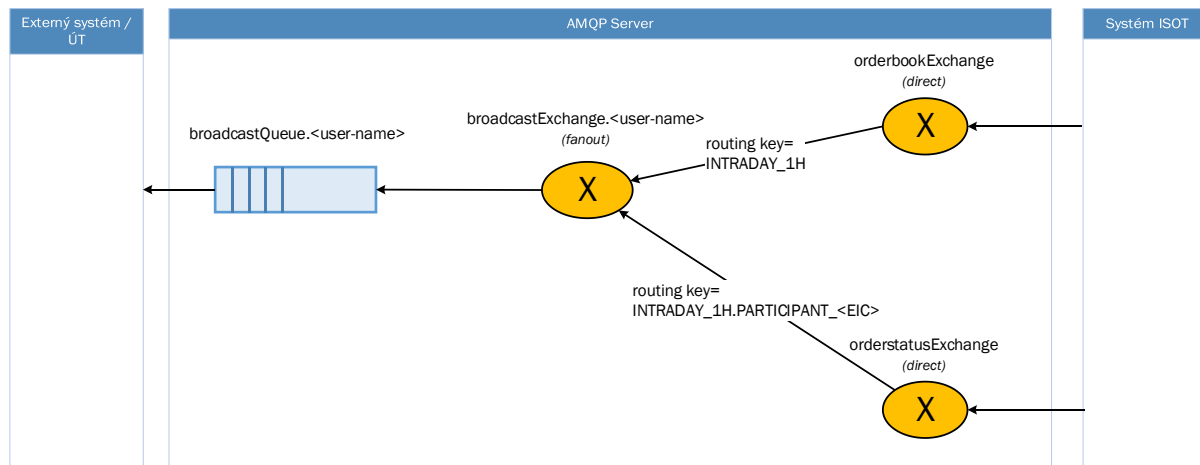 Externý systém /
ÚT
AMQP Server
Systém ISOT
orderbookExchange
(direct)
X
broadcastExchange.<user-name>
(fanout)
X
broadcastQueue.<user-name>
routing key=
INTRADAY_1H
routing key=
INTRADAY_1H.PARTICIPANT_<EIC>
orderstatusExchange
(direct)
X